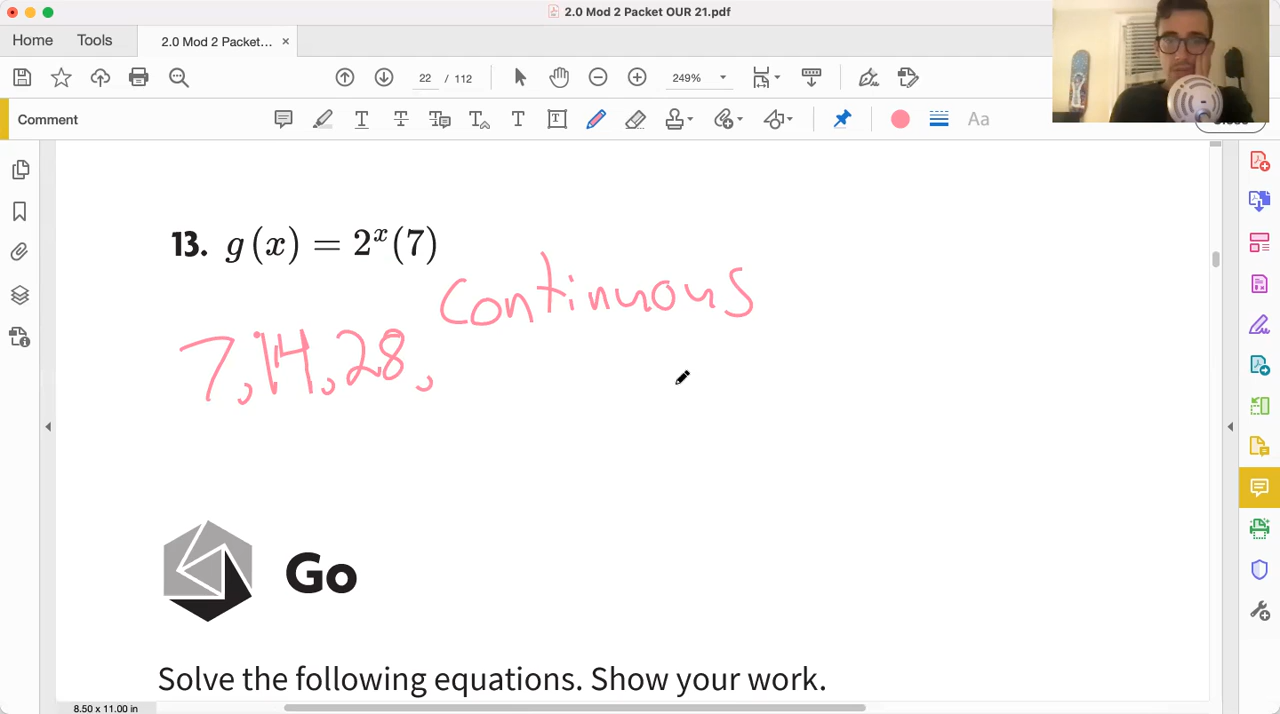 2.0 Mod 2 Packet OUR 21.pdf
Home Tools 2.0 Mod 2 Packet... ×
22 / 112 249%
Comment Aa
13. g(x) = 2^x(7)
continuous
7, 14, 28,
Go
Solve the following equations. Show your work.
8.50 x 11.00 in